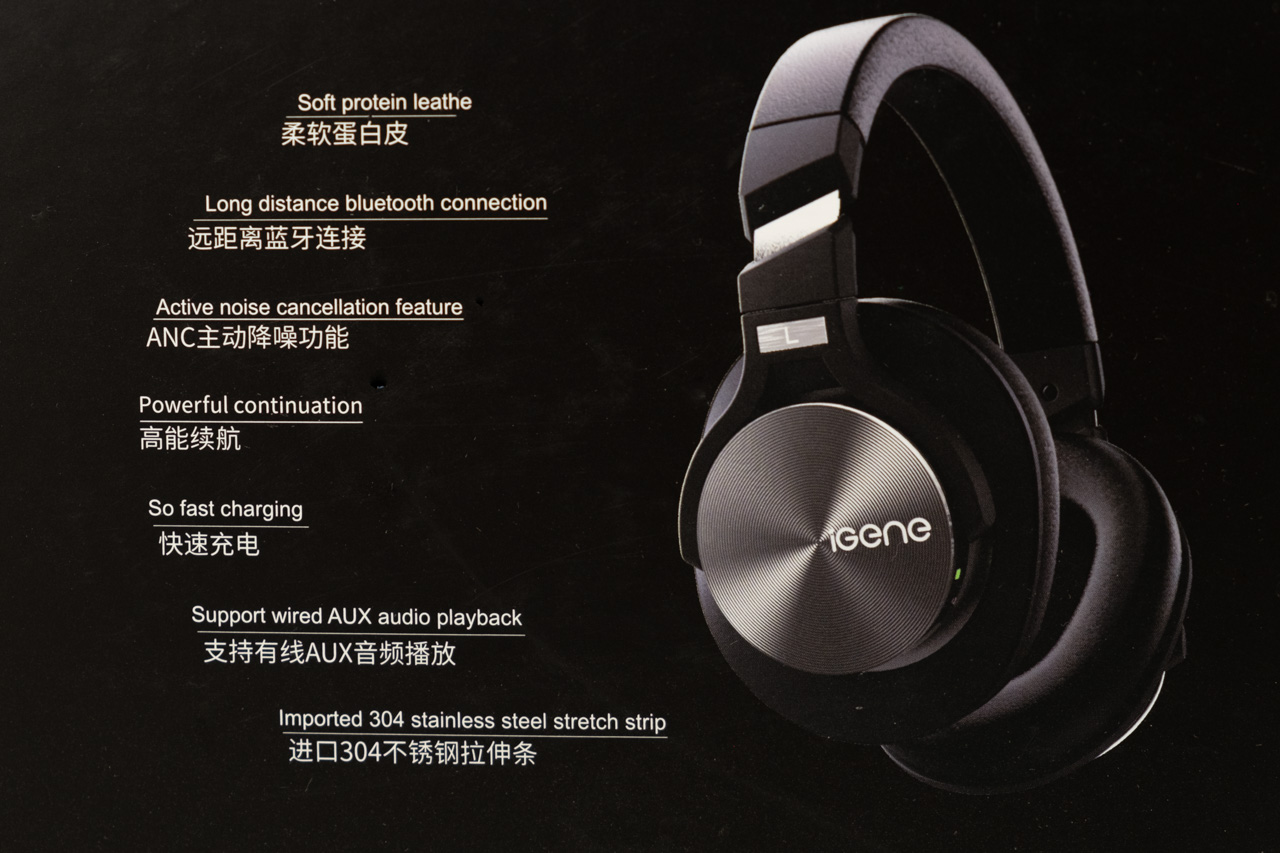 Soft protein leathe
柔软蛋白皮
Long distance bluetooth connection
远距离蓝牙连接
Active noise cancellation feature
ANC主动降噪功能
Powerful continuation
高能续航
So fast charging
快速充电
Support wired AUX audio playback
支持有线AUX音频播放
Imported 304 stainless steel stretch strip
进口304不锈钢拉伸条
L
iGene